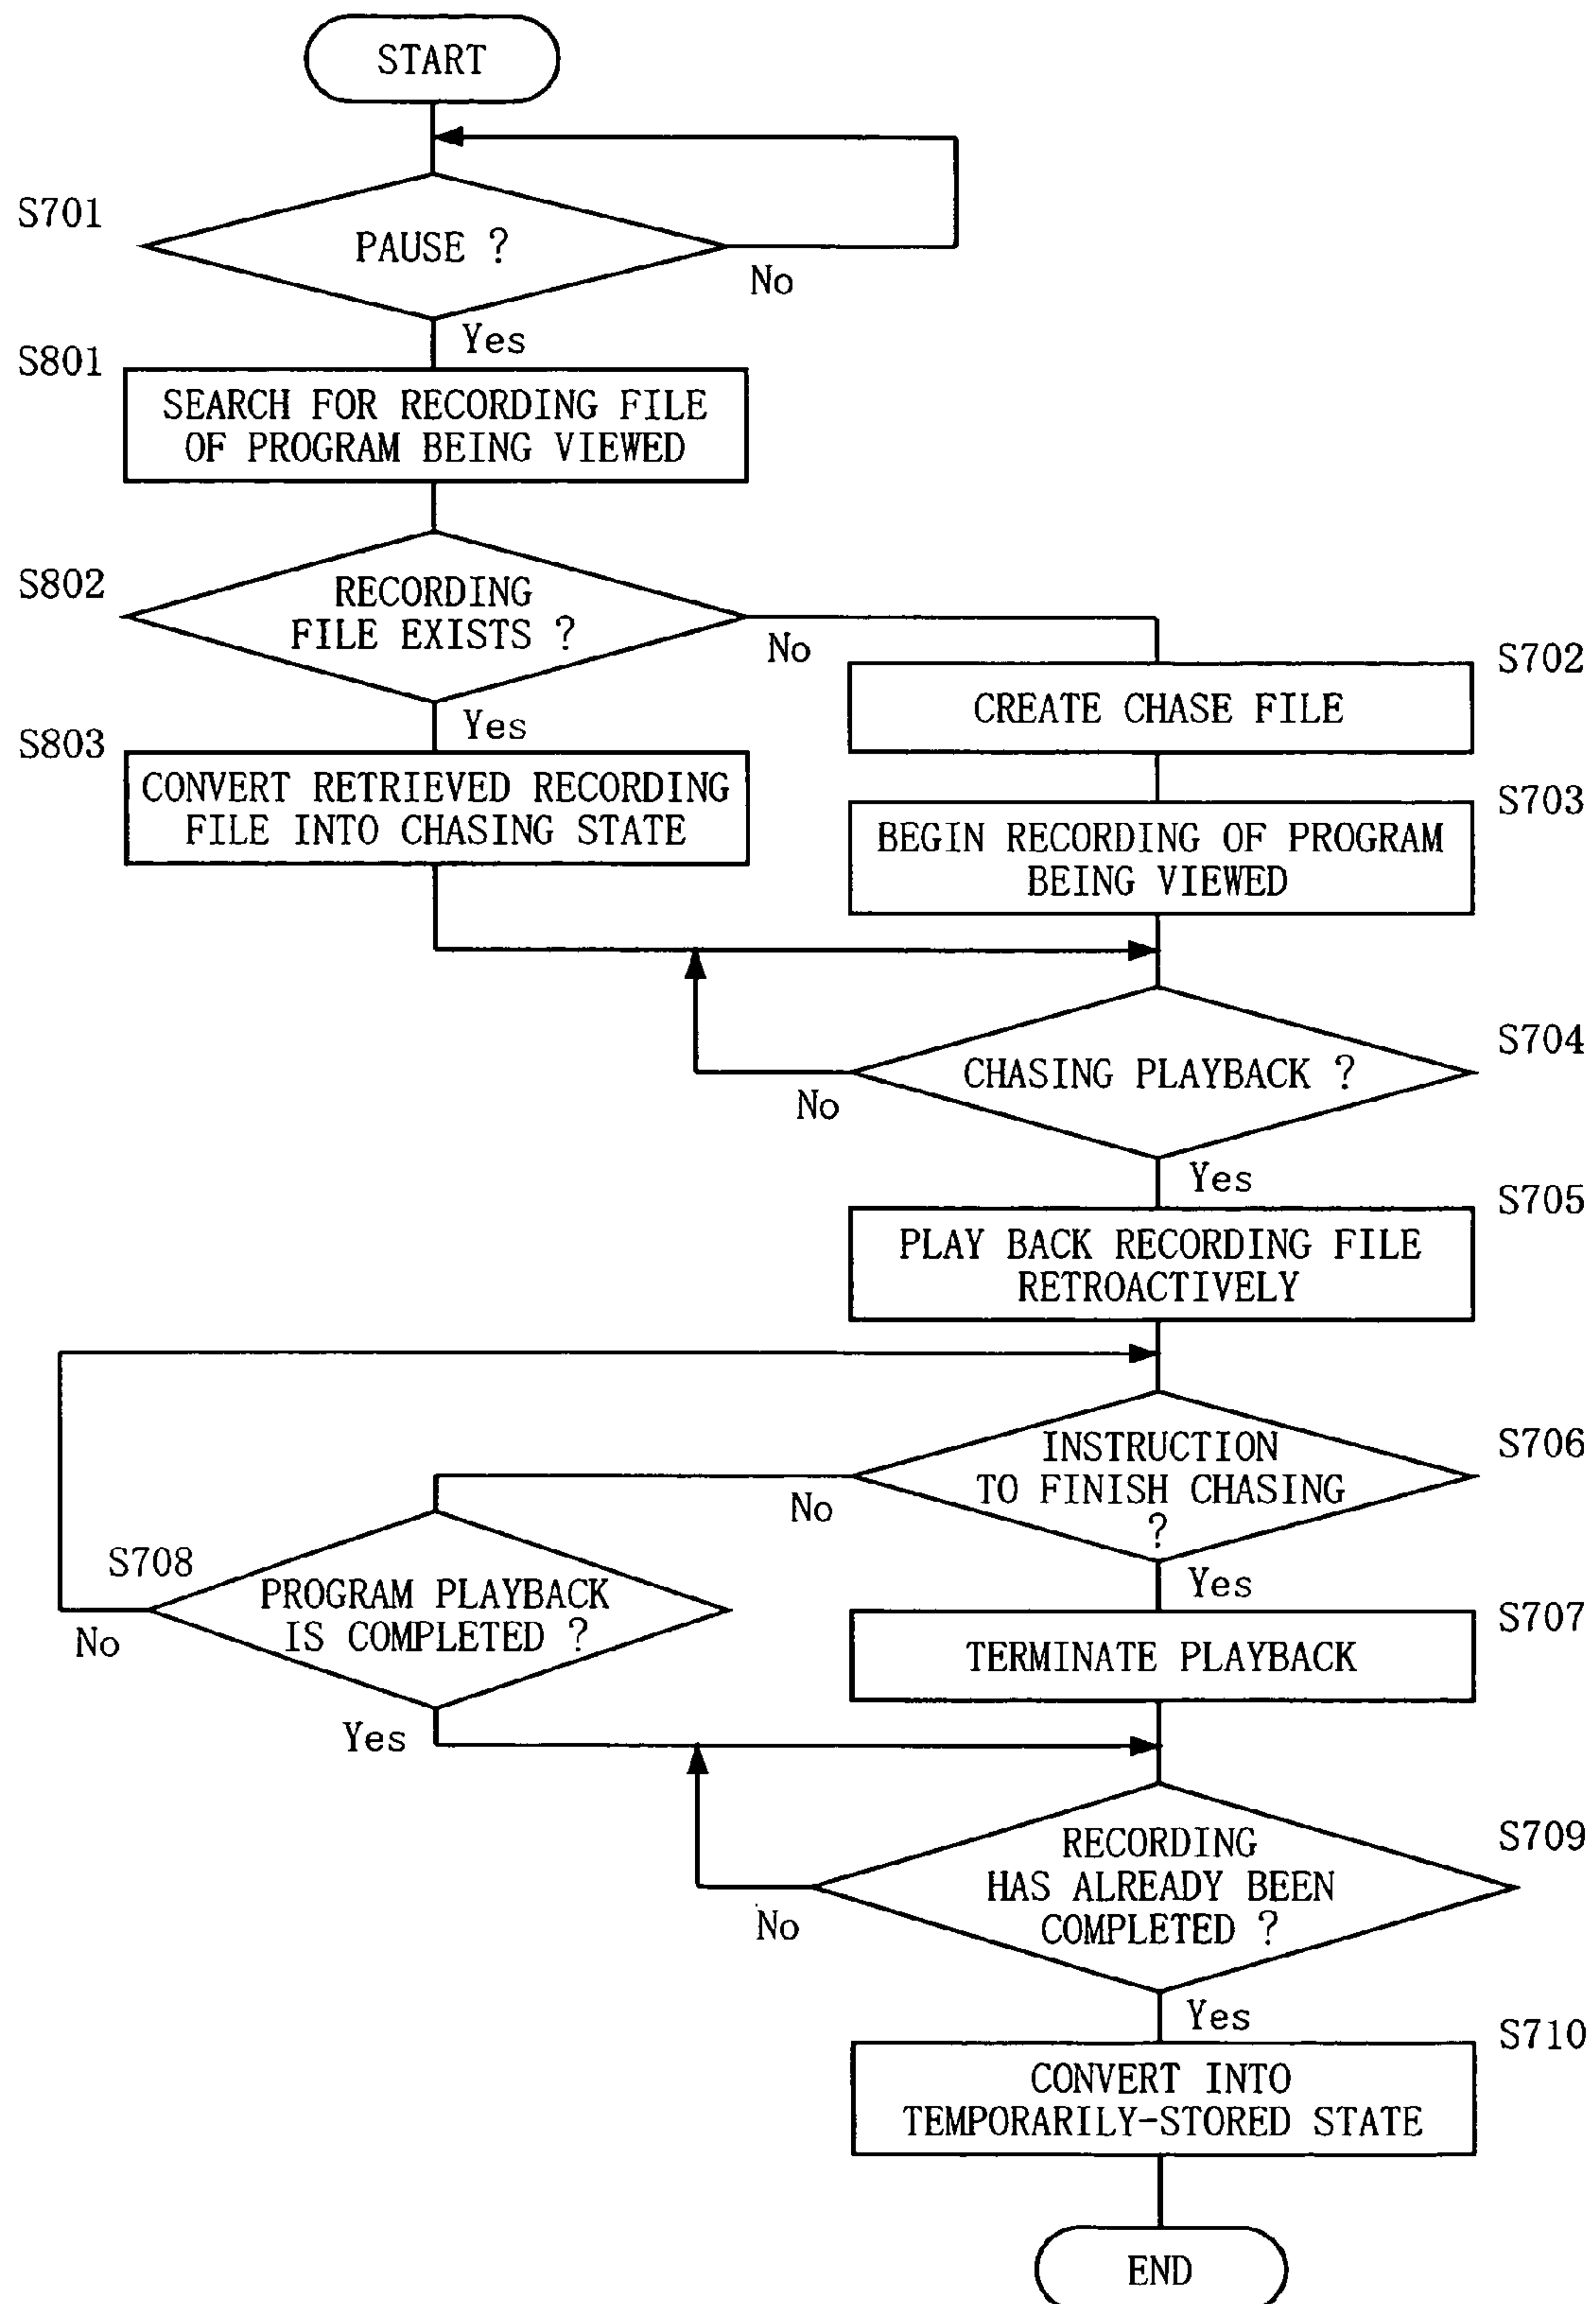 START
S701
PAUSE ?
No
Yes
S801
SEARCH FOR RECORDING FILE
OF PROGRAM BEING VIEWED
S802
RECORDING
FILE EXISTS ?
No
Yes
S702
CREATE CHASE FILE
S803
CONVERT RETRIEVED RECORDING
FILE INTO CHASING STATE
S703
BEGIN RECORDING OF PROGRAM
BEING VIEWED
S704
CHASING PLAYBACK ?
No
Yes
S705
PLAY BACK RECORDING FILE
RETROACTIVELY
S706
INSTRUCTION
TO FINISH CHASING
?
No
Yes
S708
PROGRAM PLAYBACK
IS COMPLETED ?
No
Yes
S707
TERMINATE PLAYBACK
S709
RECORDING
HAS ALREADY BEEN
COMPLETED ?
No
Yes
S710
CONVERT INTO
TEMPORARILY-STORED STATE
END